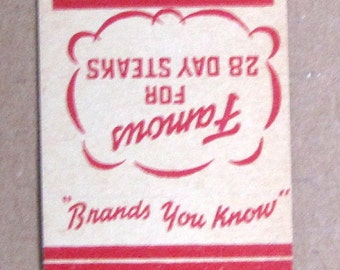 Famous
FOR
28 DAY STEAKS
"Brands You Know"